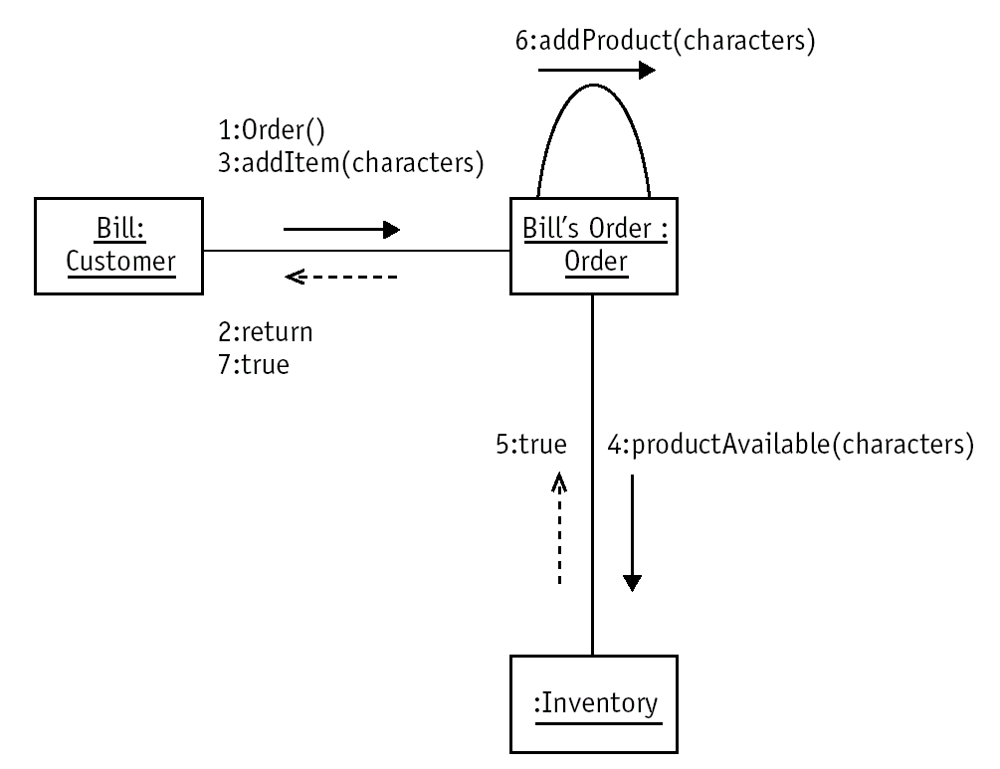 6:addProduct(characters)
1:Order()
3:addItem(characters)
Bill:
Customer
Bill's Order :
Order
2:return
7:true
5:true
4:productAvailable(characters)
:Inventory